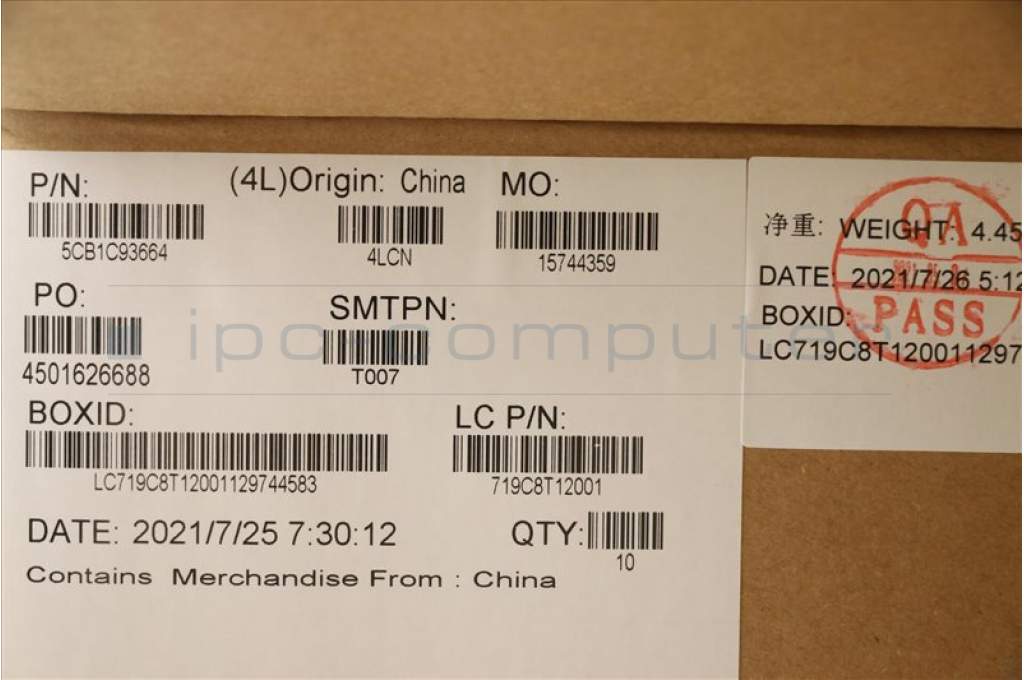 P/N: (4L)Origin: China MO:
5CB1C93664 4LCN 15744359
PO: SMTPN:
4501626688 T007
BOXID: LC P/N:
LC719C8T12001129744583 719C8T12001
DATE: 2021/7/25 7:30:12 QTY:
10
Contains Merchandise From : China
净重: WEIGHT: 4.45
DATE: 2021/7/26 5:12
BOXID:
LC719C8T120011297
QA
PASS
ipc-computer